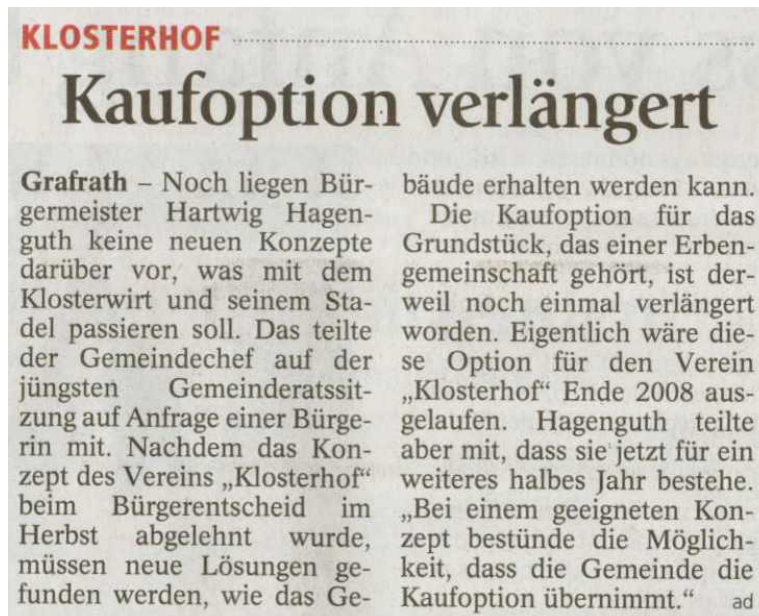 KLOSTERHOF
Kaufoption verlängert
Grafrath – Noch liegen Bür-
germeister Hartwig Hagen-
guth keine neuen Konzepte
darüber vor, was mit dem
Klosterwirt und seinem Sta-
del passieren soll. Das teilte
der Gemeindechef auf der
jüngsten Gemeinderatssit-
zung auf Anfrage einer Bürge-
rin mit. Nachdem das Kon-
zept des Vereins „Klosterhof“
beim Bürgerentscheid im
Herbst abgelehnt wurde,
müssen neue Lösungen ge-
funden werden, wie das Ge-
bäude erhalten werden kann.
Die Kaufoption für das
Grundstück, das einer Erben-
gemeinschaft gehört, ist der-
weil noch einmal verlängert
worden. Eigentlich wäre die-
se Option für den Verein
„Klosterhof“ Ende 2008 aus-
gelaufen. Hagenguth teilte
aber mit, dass sie jetzt für ein
weiteres halbes Jahr bestehe.
„Bei einem geeigneten Kon-
zept bestünde die Möglich-
keit, dass die Gemeinde die
Kaufoption übernimmt.“ ad